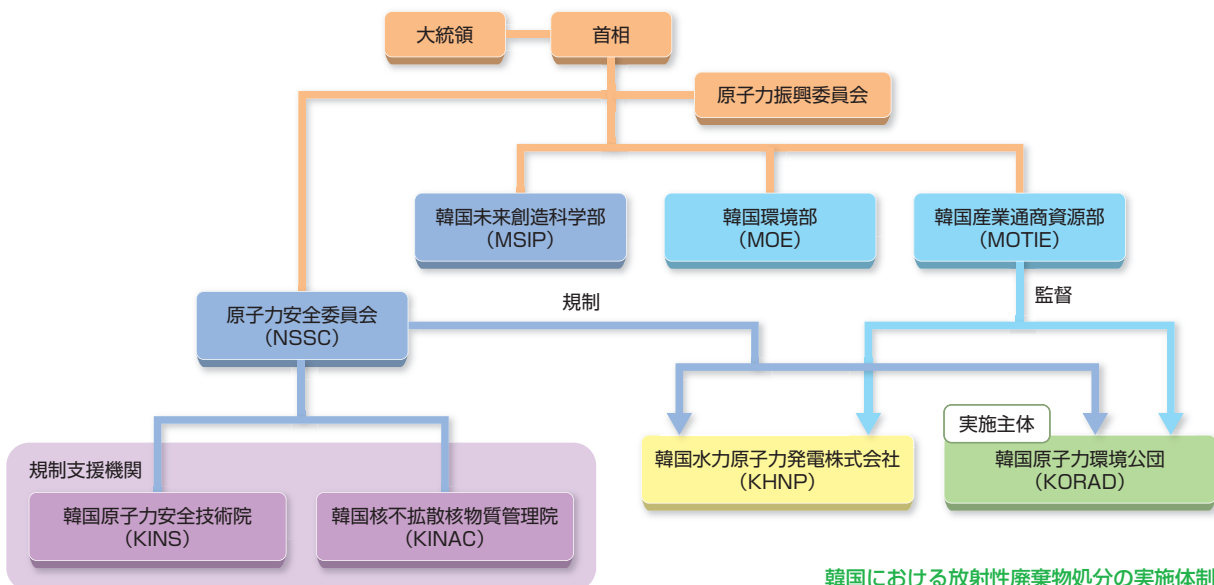 大統領
首相
原子力振興委員会
韓国未来創造科学部
(MSIP)
韓国環境部
(MOE)
韓国産業通商資源部
(MOTIE)
原子力安全委員会
(NSSC)
規制
監督
実施主体
韓国水力原子力発電株式会社
(KHNP)
韓国原子力環境公団
(KORAD)
規制支援機関
韓国原子力安全技術院
(KINS)
韓国核不拡散核物質管理院
(KINAC)
韓国における放射性廃棄物処分の実施体制